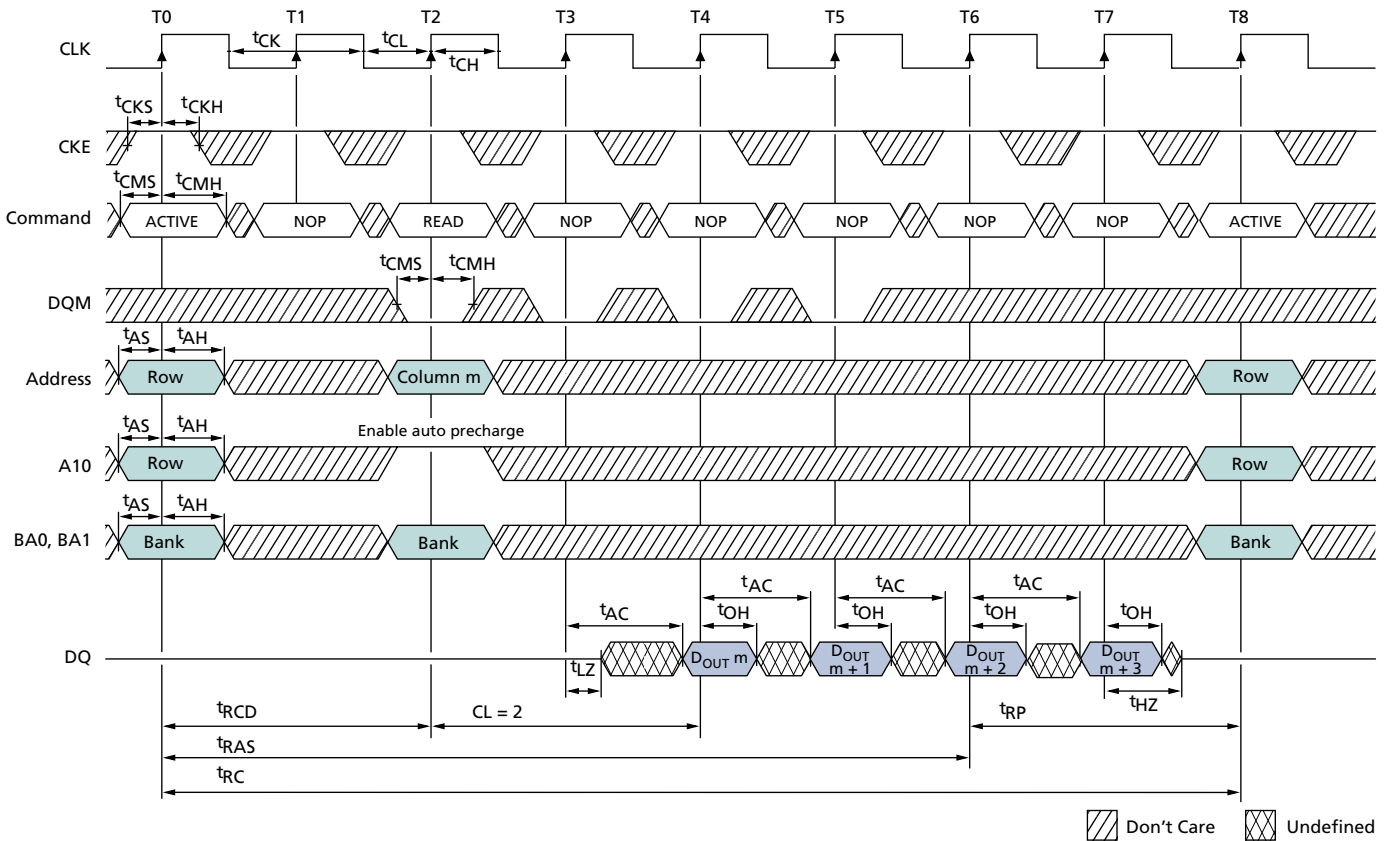 T0 T1 T2 T3 T4 T5 T6 T7 T8
CLK tCK tCL tCH
tCKS tCKH
CKE
tCMS tCMH
Command ACTIVE NOP READ NOP NOP NOP NOP NOP ACTIVE
tCMS tCMH
DQM
tAS tAH
Address Row Column m Row
tAS tAH Enable auto precharge
A10 Row Row
tAS tAH
BA0, BA1 Bank Bank Bank
tAC tAC tAC
tAC tOH tOH tOH tOH
DQ DOUT m DOUT m + 1 DOUT m + 2 DOUT m + 3
tLZ tHZ
tRCD CL = 2 tRP
tRAS
tRC
Don't Care Undefined